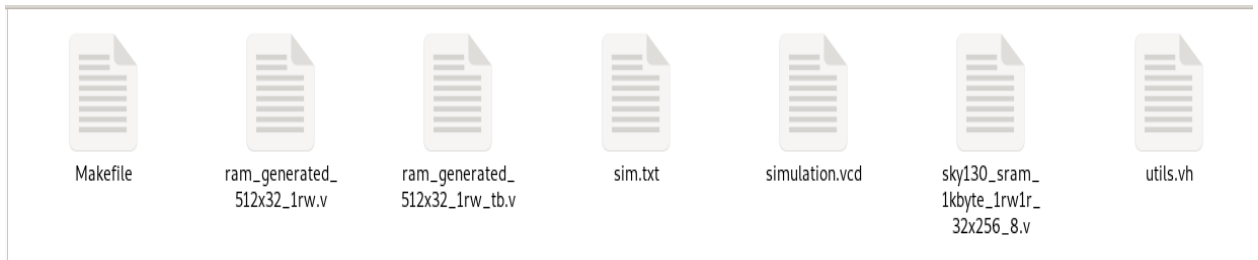 Makefile
ram_generated_
512x32_1rw.v
ram_generated_
512x32_1rw_tb.v
sim.txt
simulation.vcd
sky130_sram_
1kbyte_1rw1r_
32x256_8.v
utils.vh